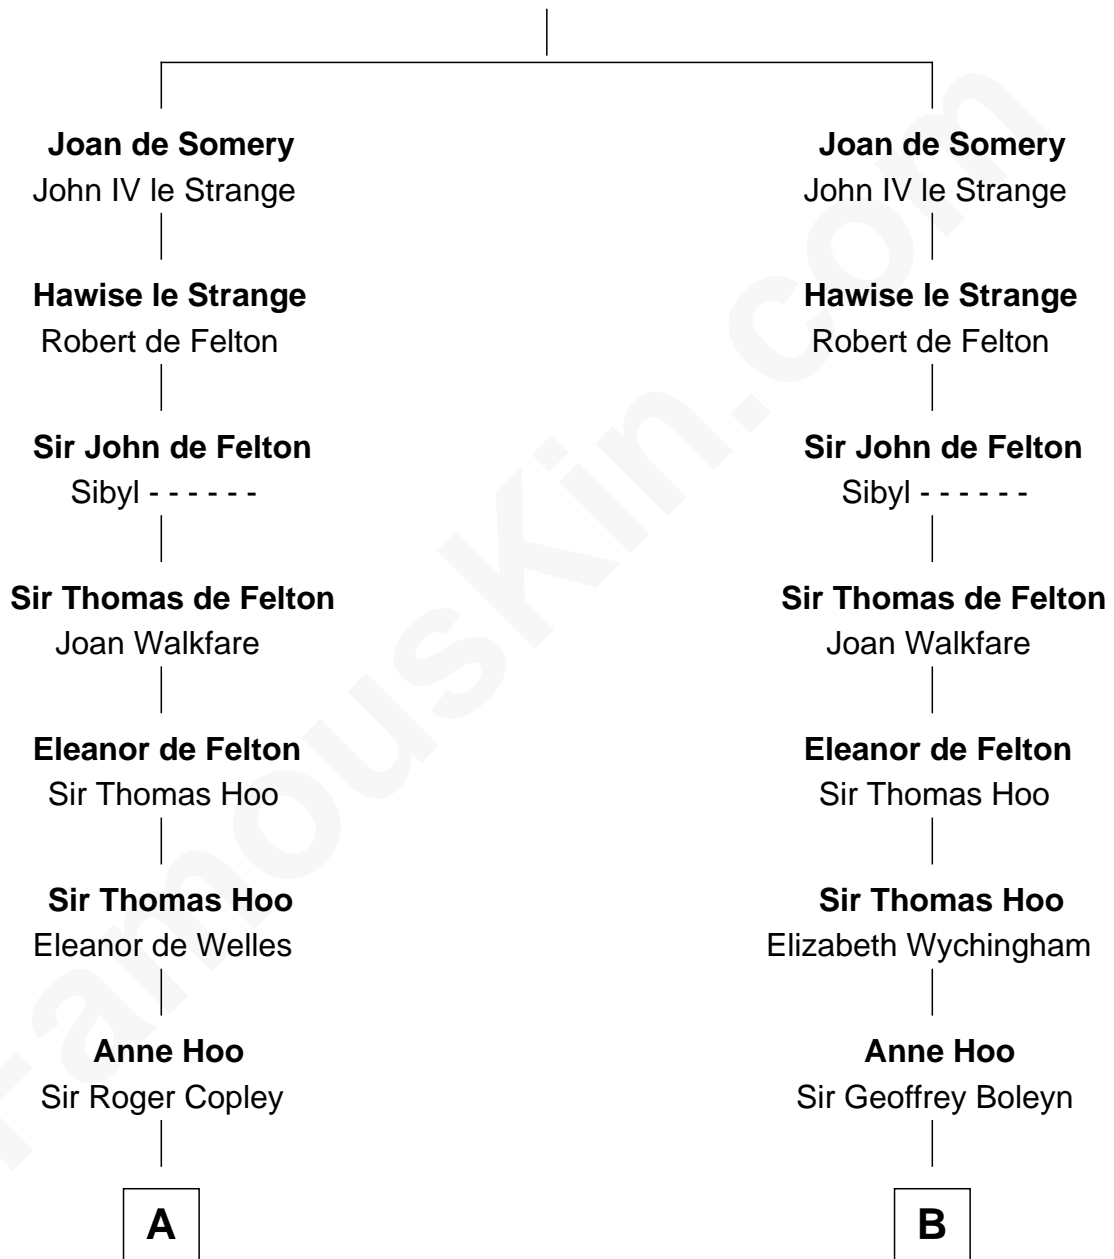 Joan de Somery
John IV le Strange
Hawise le Strange
Robert de Felton
Sir John de Felton
Sibyl - - - - - -
Sir Thomas de Felton
Joan Walkfare
Eleanor de Felton
Sir Thomas Hoo
Sir Thomas Hoo
Eleanor de Welles
Anne Hoo
Sir Roger Copley
A
Joan de Somery
John IV le Strange
Hawise le Strange
Robert de Felton
Sir John de Felton
Sibyl - - - - - -
Sir Thomas de Felton
Joan Walkfare
Eleanor de Felton
Sir Thomas Hoo
Sir Thomas Hoo
Elizabeth Wychingham
Anne Hoo
Sir Geoffrey Boleyn
B
FamousKin.com